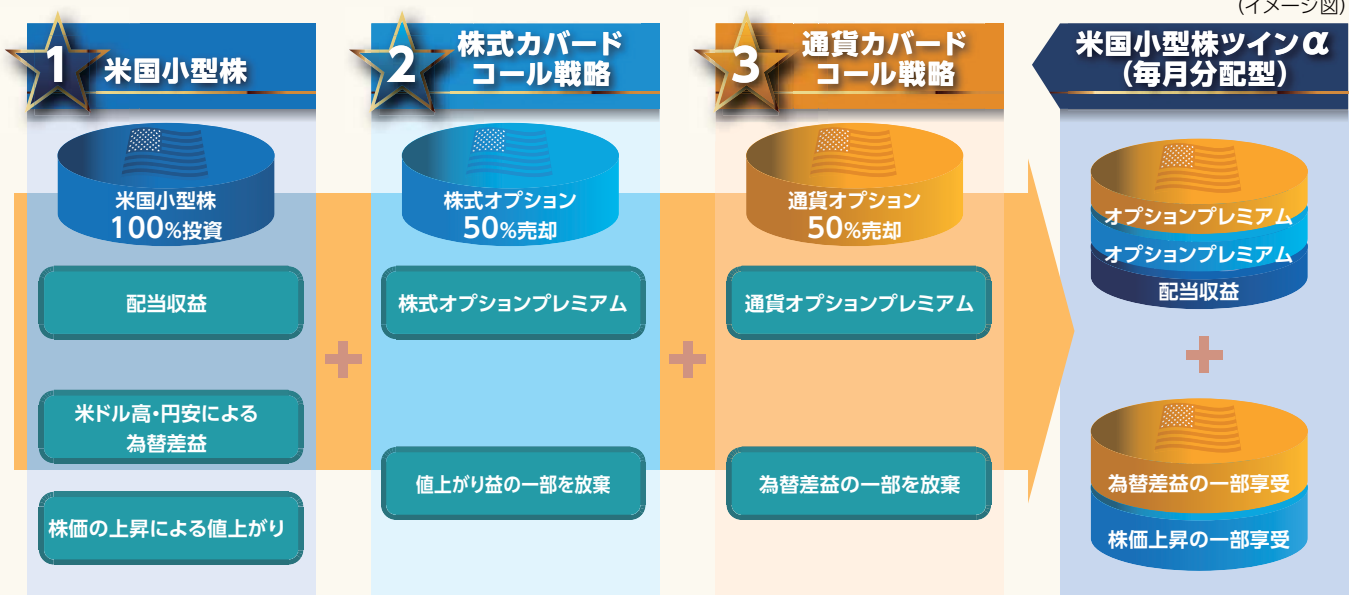 (イメージ図)
1
米国小型株
米国小型株
100%投資
配当収益
米ドル高・円安による
為替差益
株価の上昇による値上がり
+
2
株式カバード
コール戦略
株式オプション
50%売却
株式オプションプレミアム
値上がり益の一部を放棄
+
3
通貨カバード
コール戦略
通貨オプション
50%売却
通貨オプションプレミアム
為替差益の一部を放棄
米国小型株ツインα
(毎月分配型)
オプションプレミアム
オプションプレミアム
配当収益
+
為替差益の一部享受
株価上昇の一部享受